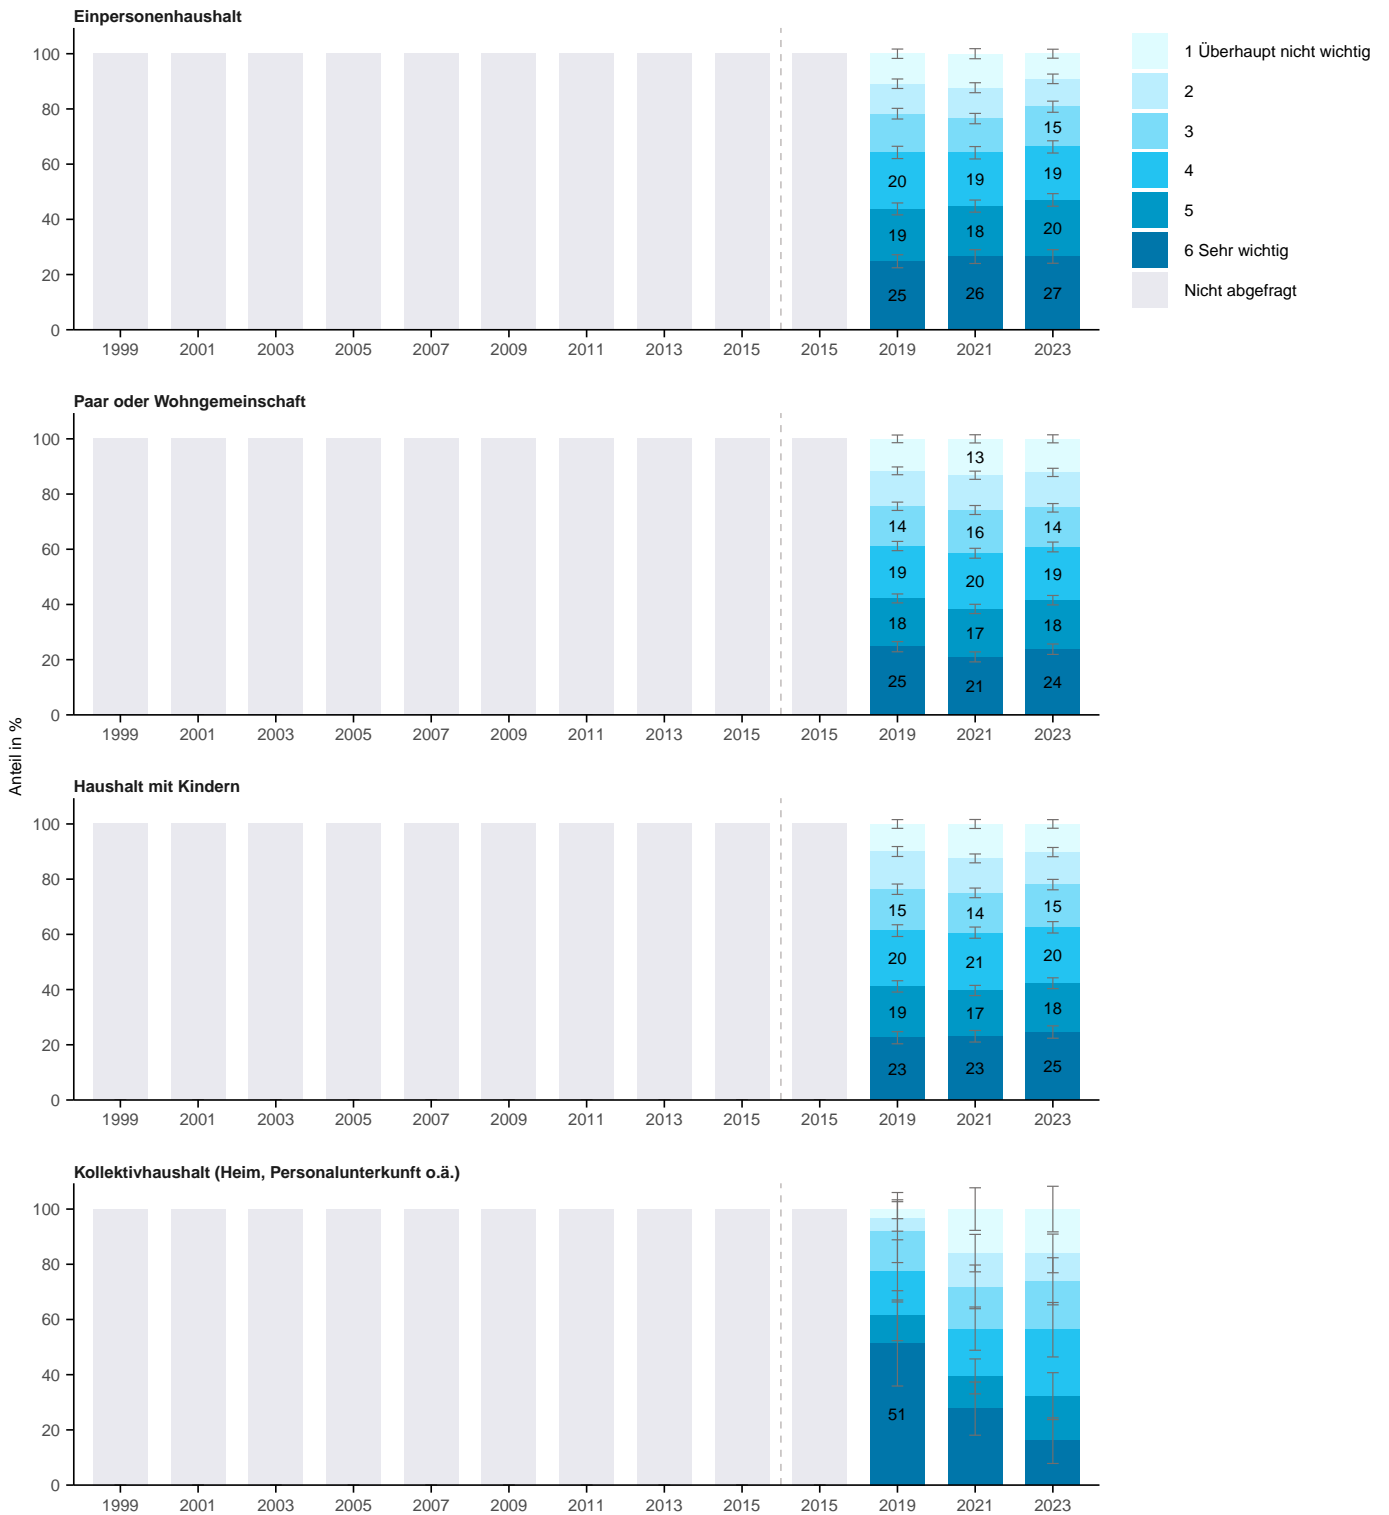 Einpersonenhaushalt
100
80
60
40
20
0
15
20 19 19
19 18 20
25 26 27
1999 2001 2003 2005 2007 2009 2011 2013 2015 2015 2019 2021 2023
1 Überhaupt nicht wichtig
2
3
4
5
6 Sehr wichtig
Nicht abgefragt
Anteil in %
Paar oder Wohngemeinschaft
100
80
60
40
20
0
13
14 16 14
19 20 19
18 17 18
25 21 24
1999 2001 2003 2005 2007 2009 2011 2013 2015 2015 2019 2021 2023
Haushalt mit Kindern
100
80
60
40
20
0
15 14 15
20 21 20
19 17 18
23 23 25
1999 2001 2003 2005 2007 2009 2011 2013 2015 2015 2019 2021 2023
Kollektivhaushalt (Heim, Personalunterkunft o.ä.)
100
80
60
40
20
0
51
1999 2001 2003 2005 2007 2009 2011 2013 2015 2015 2019 2021 2023